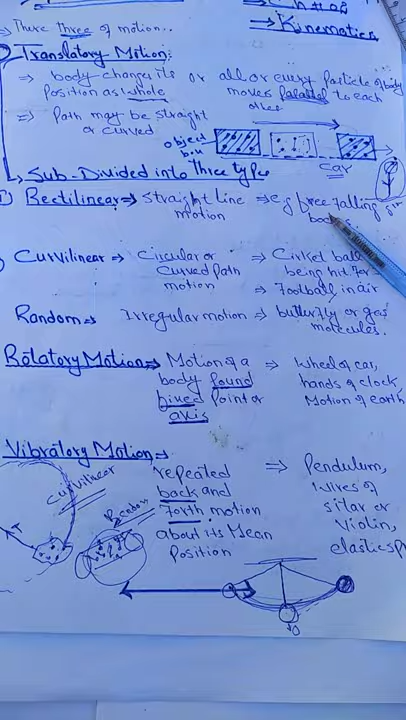 Ch#02
→ Kinematics
→ There three of motion..
Translatory Motion:
⇒ body changes its position as whole or all or every particle of body moves parallel to each other
⇒ Path may be straight or curved
object
box
car
Sub-Divided into Three type
Rectilinear ⇒ straight line motion ⇒ e.g free falling body
Curvilinear ⇒ Circular or Curved path motion ⇒ Cirket ball being hit for
⇒ Football in air
Random ⇒ Irregular motion ⇒ butterfly or gas molecules.
Rotatory Motion ⇒ Motion of a body round fixed point or axis ⇒ Wheel of car, hands of clock, Motion of earth
Vibratory Motion ⇒ repeated back and forth motion about its Mean Position ⇒ Pendulum, wires of sitar or violin,
Curvilinear
Random